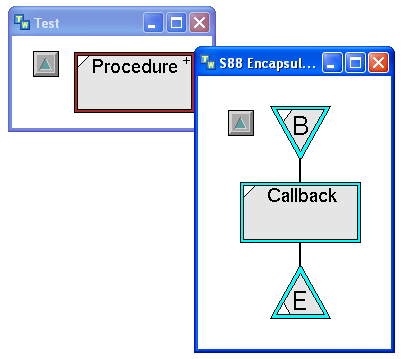 Test
Procedure +
S88 Encapsul...
B
Callback
E